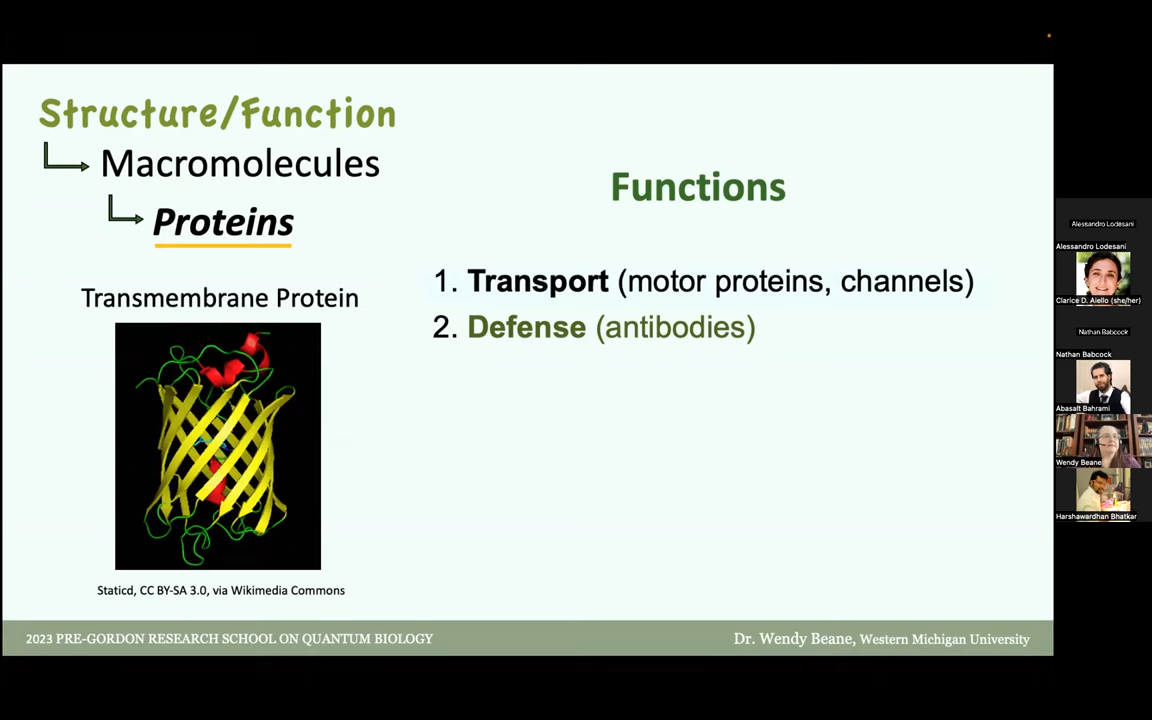 Structure/Function
Macromolecules
Proteins
Transmembrane Protein
Staticd, CC BY-SA 3.0, via Wikimedia Commons
Functions
1. Transport (motor proteins, channels)
2. Defense (antibodies)
2023 PRE-GORDON RESEARCH SCHOOL ON QUANTUM BIOLOGY
Dr. Wendy Beane, Western Michigan University
Alessandro Lodesani
Alessandro Lodesani
Clarice D. Aiello (she/her)
Nathan Babcock
Nathan Babcock
Abasalt Bahrami
Wendy Beane
Harshawardhan Bhatkar